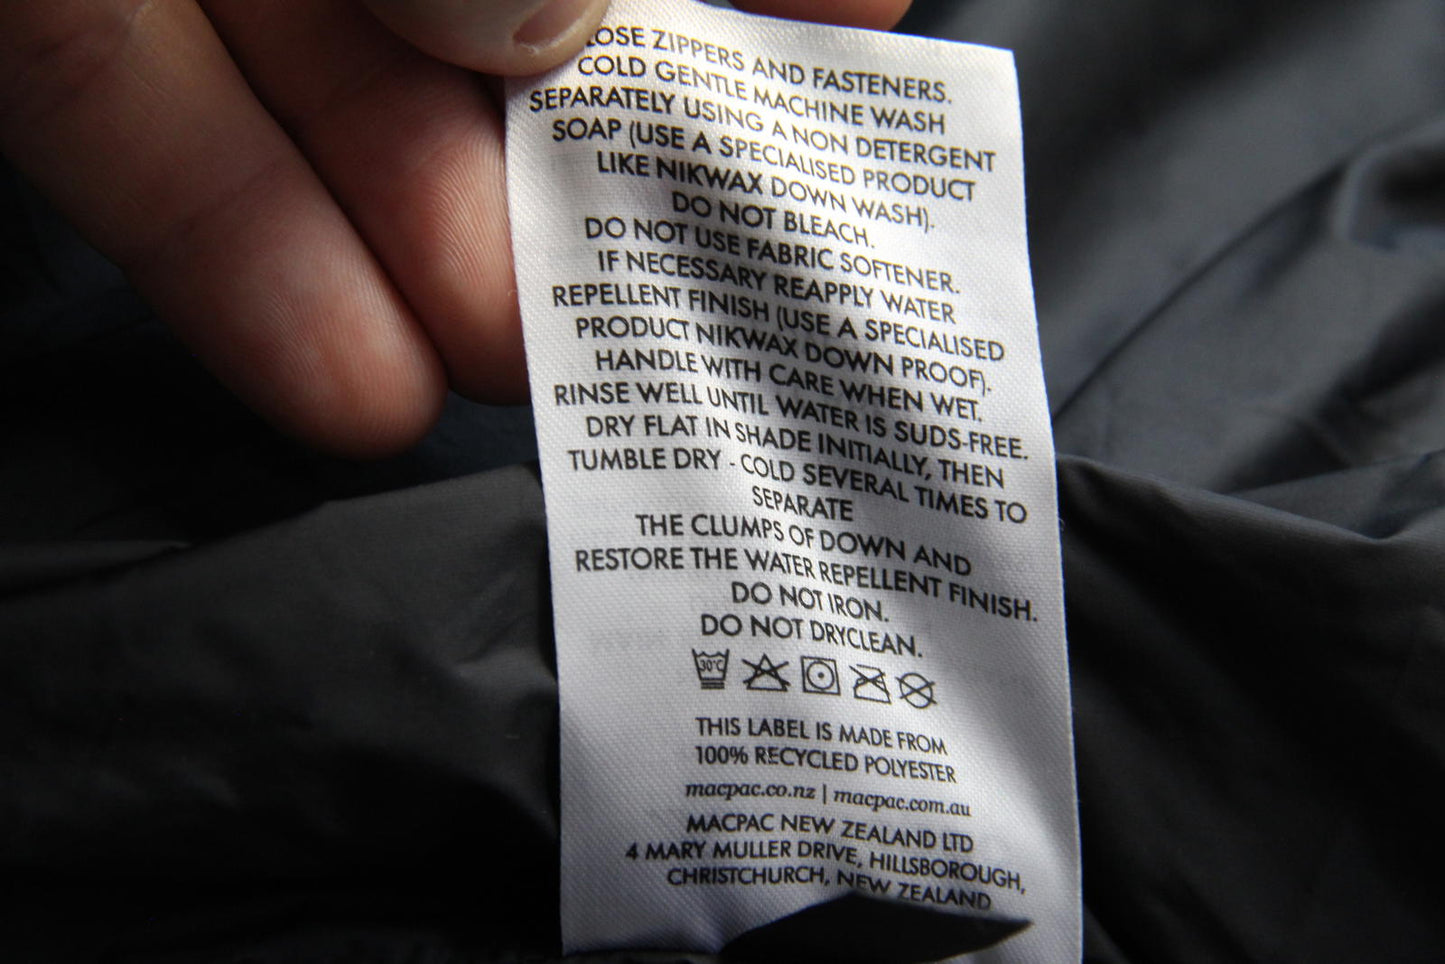 LOSE ZIPPERS AND FASTENERS.
COLD GENTLE MACHINE WASH
SEPARATELY USING A NON DETERGENT
SOAP (USE A SPECIALISED PRODUCT
LIKE NIKWAX DOWN WASH).
DO NOT BLEACH.
DO NOT USE FABRIC SOFTENER.
IF NECESSARY REAPPLY WATER
REPELLENT FINISH (USE A SPECIALISED
PRODUCT NIKWAX DOWN PROOF).
HANDLE WITH CARE WHEN WET.
RINSE WELL UNTIL WATER IS SUDS-FREE.
DRY FLAT IN SHADE INITIALLY, THEN
TUMBLE DRY - COLD SEVERAL TIMES TO
SEPARATE
THE CLUMPS OF DOWN AND
RESTORE THE WATER REPELLENT FINISH.
DO NOT IRON.
DO NOT DRYCLEAN.
30°C
THIS LABEL IS MADE FROM
100% RECYCLED POLYESTER
macpac.co.nz | macpac.com.au
MACPAC NEW ZEALAND LTD
4 MARY MULLER DRIVE, HILLSBOROUGH,
CHRISTCHURCH, NEW ZEALAND